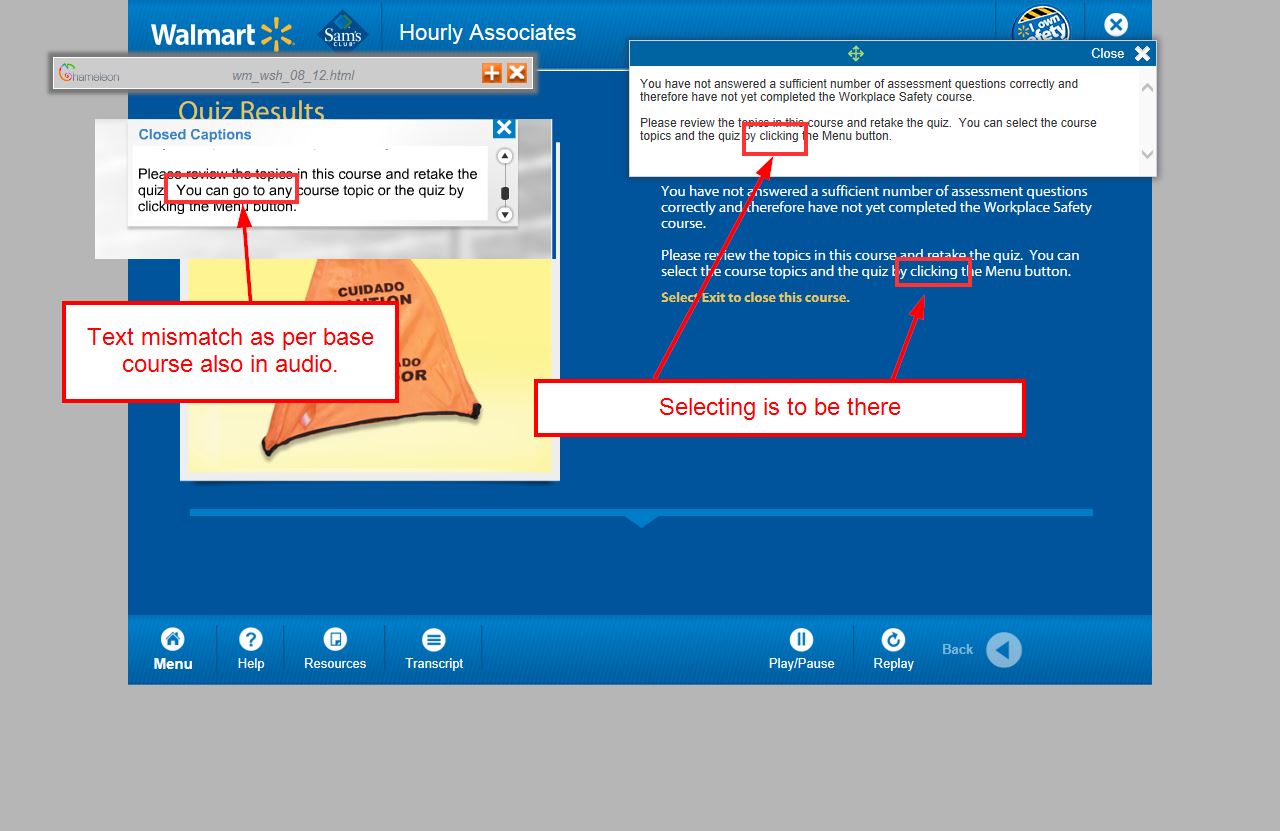 Walmart
Sam's
CLUB
Hourly Associates
I own
Safety
Chameleon
wm_wsh_08_12.html
Close
You have not answered a sufficient number of assessment questions correctly and
therefore have not yet completed the Workplace Safety course.
Please review the topics in this course and retake the quiz.  You can select the course
topics and the quiz by clicking the Menu button.
Quiz Results
Closed Captions
Please review the topics in this course and retake the
quiz.  You can go to any course topic or the quiz by
clicking the Menu button.
You have not answered a sufficient number of assessment questions
correctly and therefore have not yet completed the Workplace Safety
course.
Please review the topics in this course and retake the quiz.  You can
select the course topics and the quiz by clicking the Menu button.
Select Exit to close this course.
CUIDADO
Text mismatch as per base
course also in audio.
Selecting is to be there
Menu
Help
Resources
Transcript
Play/Pause
Replay
Back